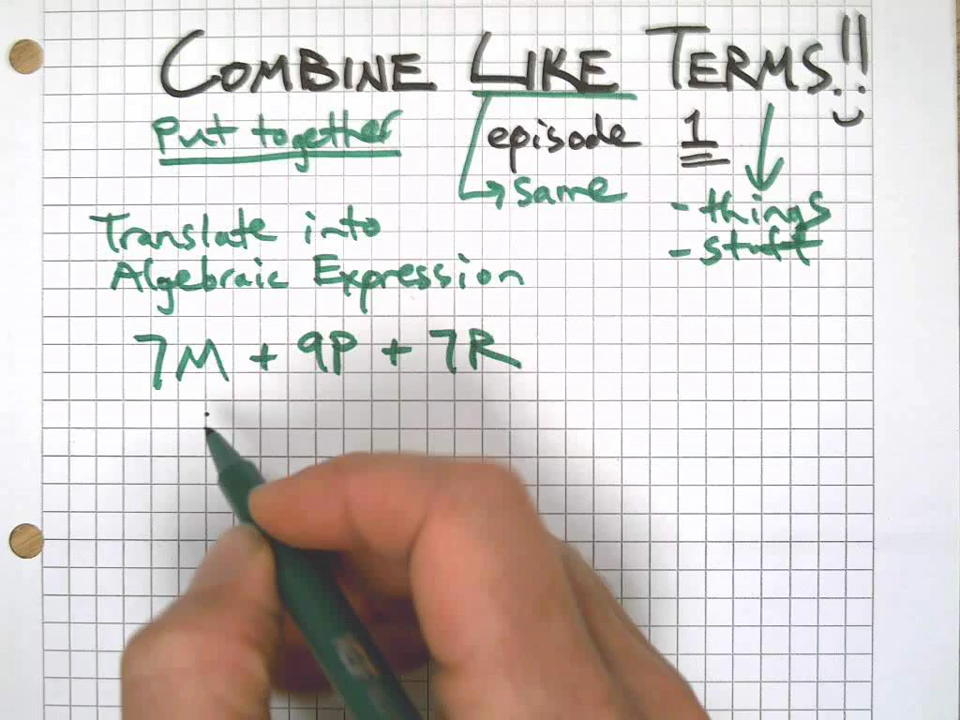 COMBINE LIKE TERMS!!
Put together
episode 1
same
- things
- stuff
Translate into
Algebraic Expression
7M + 9P + 7R